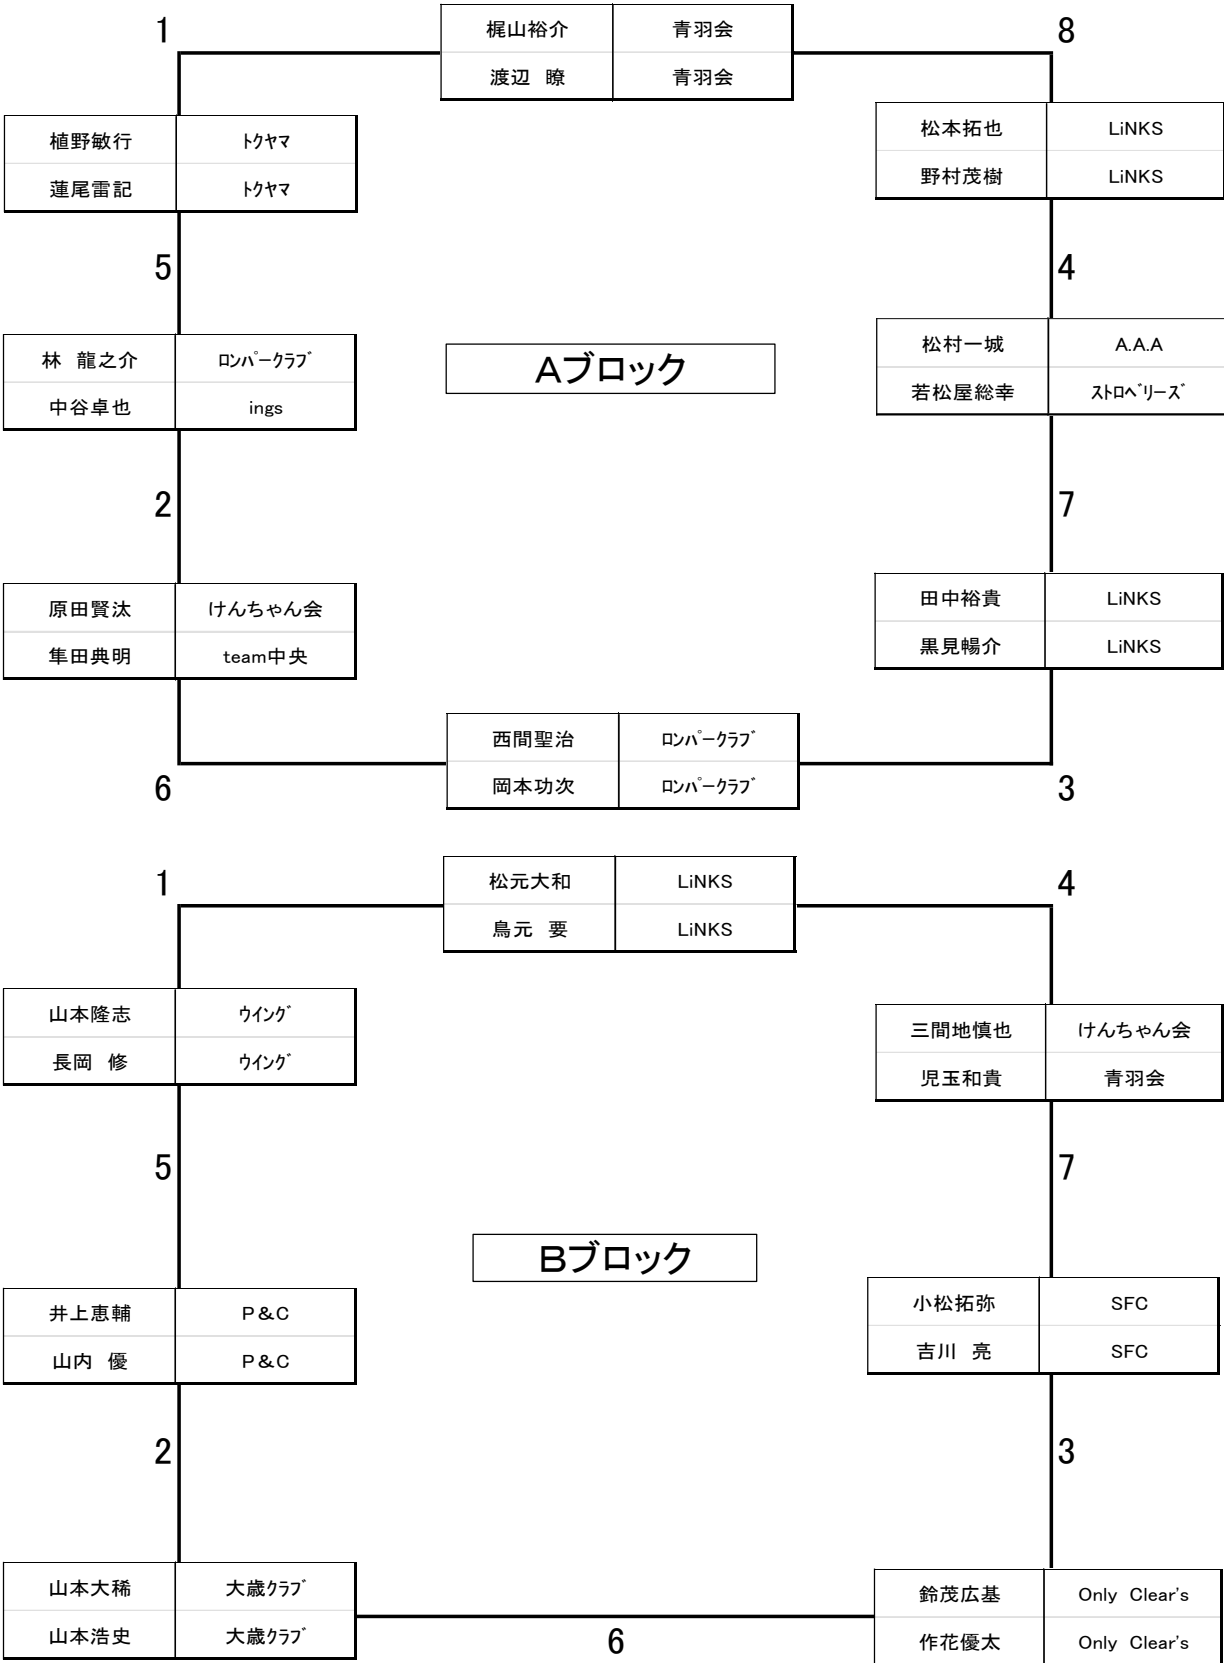 1
梶山裕介 青羽会
8
渡辺 瞭 青羽会
植野敏行 ﾄｸﾔﾏ
蓮尾雷記 ﾄｸﾔﾏ
松本拓也 LiNKS
野村茂樹 LiNKS
5
4
林 龍之介 ﾛﾝﾊﾟｰｸﾗﾌﾞ
中谷卓也 ings
Aブロック
松村一城 A.A.A
若松屋総幸 ｽﾄﾛﾍﾞﾘｰｽﾞ
2
7
原田賢汰 けんちゃん会
隼田典明 team中央
田中裕貴 LiNKS
黒見暢介 LiNKS
西間聖治 ﾛﾝﾊﾟｰｸﾗﾌﾞ
岡本功次 ﾛﾝﾊﾟｰｸﾗﾌﾞ
6
3
1
松元大和 LiNKS
4
鳥元 要 LiNKS
山本隆志 ｳｲﾝｸﾞ
長岡 修 ｳｲﾝｸﾞ
三間地慎也 けんちゃん会
児玉和貴 青羽会
5
7
Bブロック
井上恵輔 P&C
山内 優 P&C
小松拓弥 SFC
吉川 亮 SFC
2
3
山本大稀 大歳ｸﾗﾌﾞ
山本浩史 大歳ｸﾗﾌﾞ
鈴茂広基 Only Clear's
作花優太 Only Clear's
6